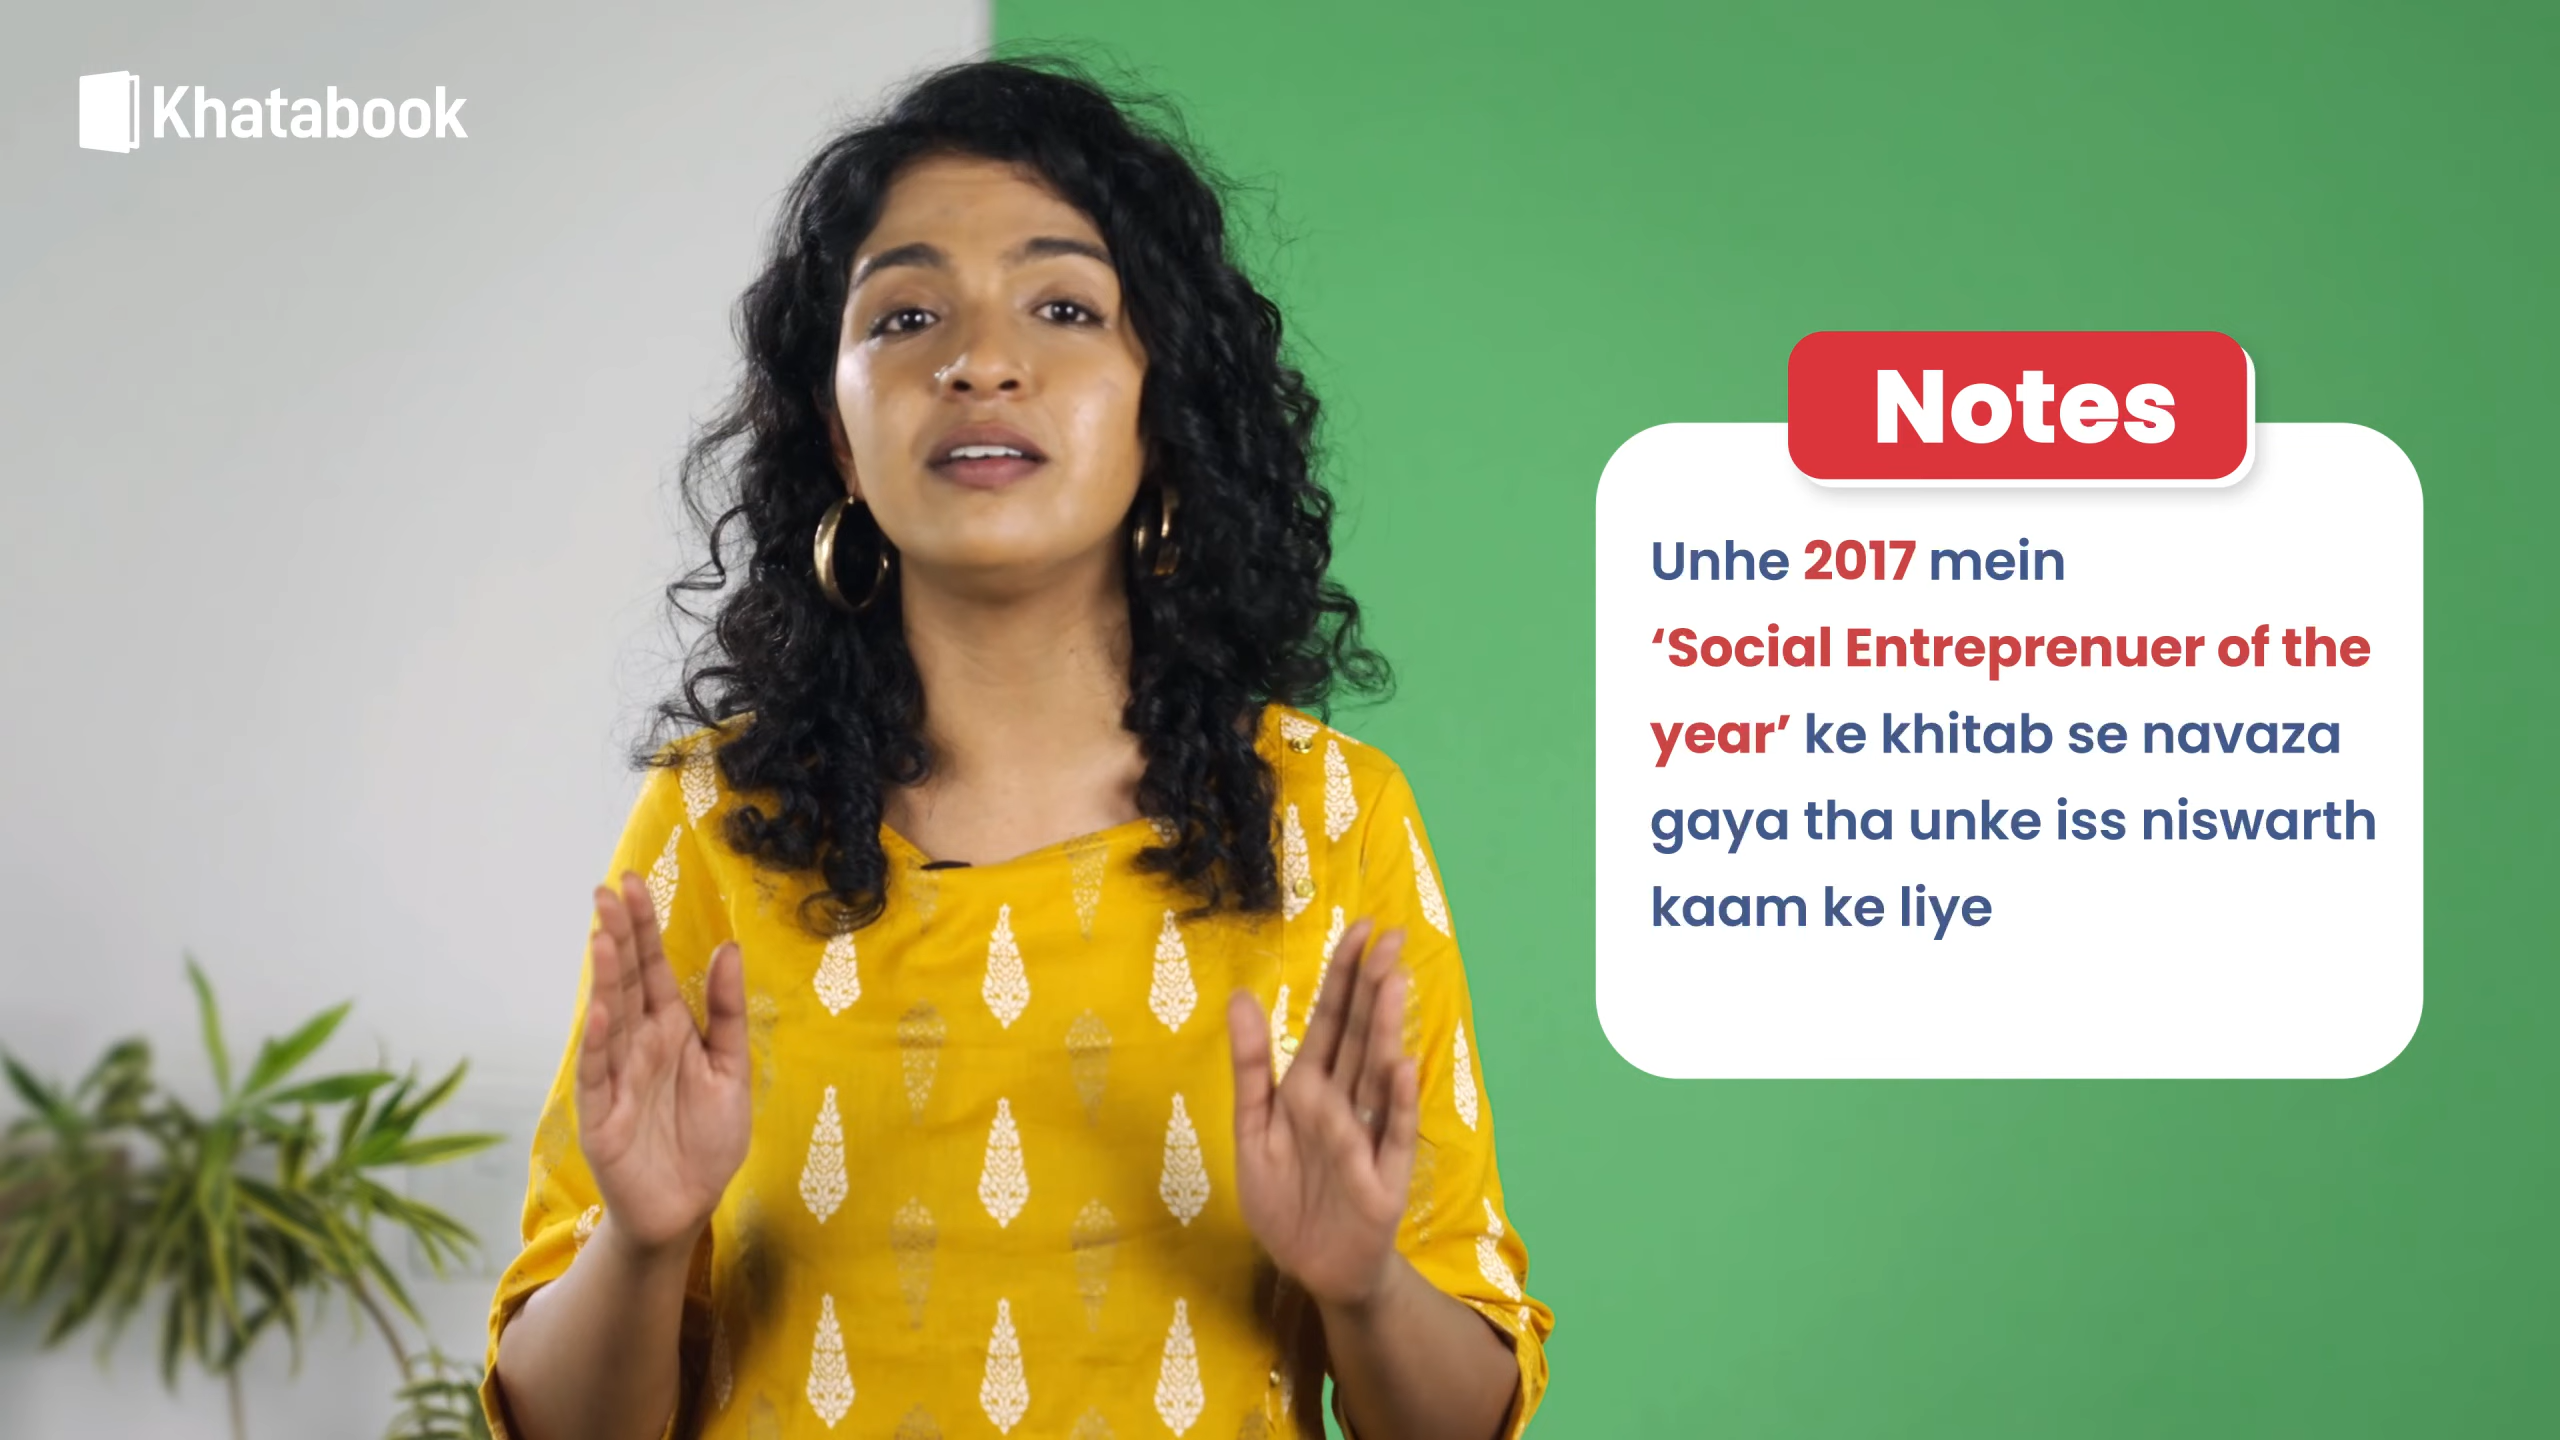 Khatabook
Notes
Unhe 2017 mein
‘Social Entreprenuer of the
year’ ke khitab se navaza
gaya tha unke iss niswarth
kaam ke liye